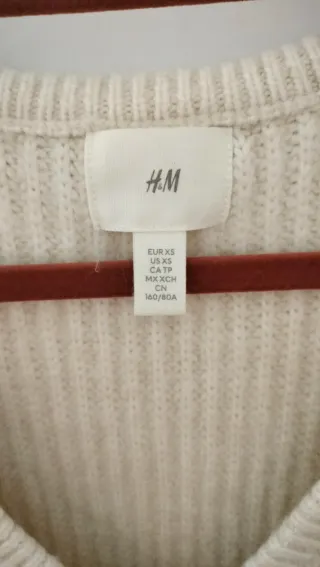 H&M
EUR XS
US XS
CA TP
MX XCH
CN
160/80A